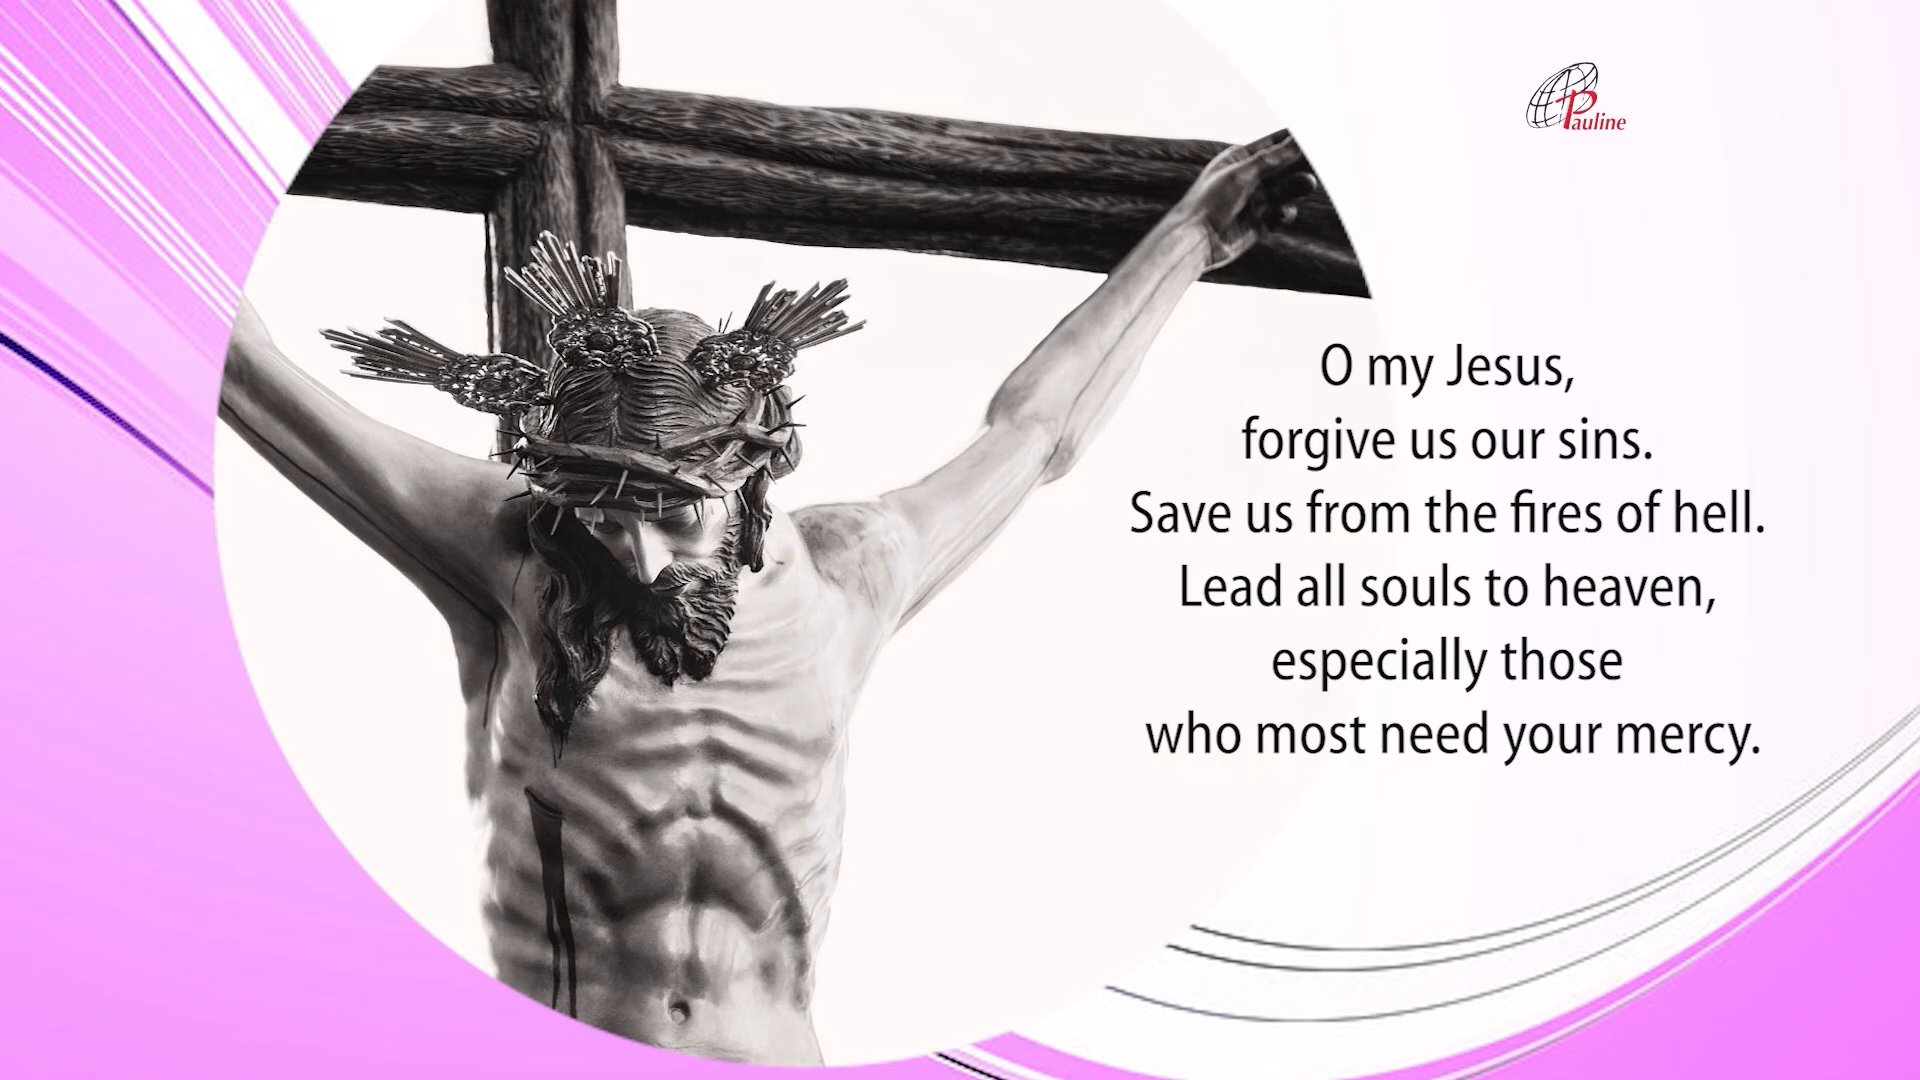 Pauline
O my Jesus,
forgive us our sins.
Save us from the fires of hell.
Lead all souls to heaven,
especially those
who most need your mercy.